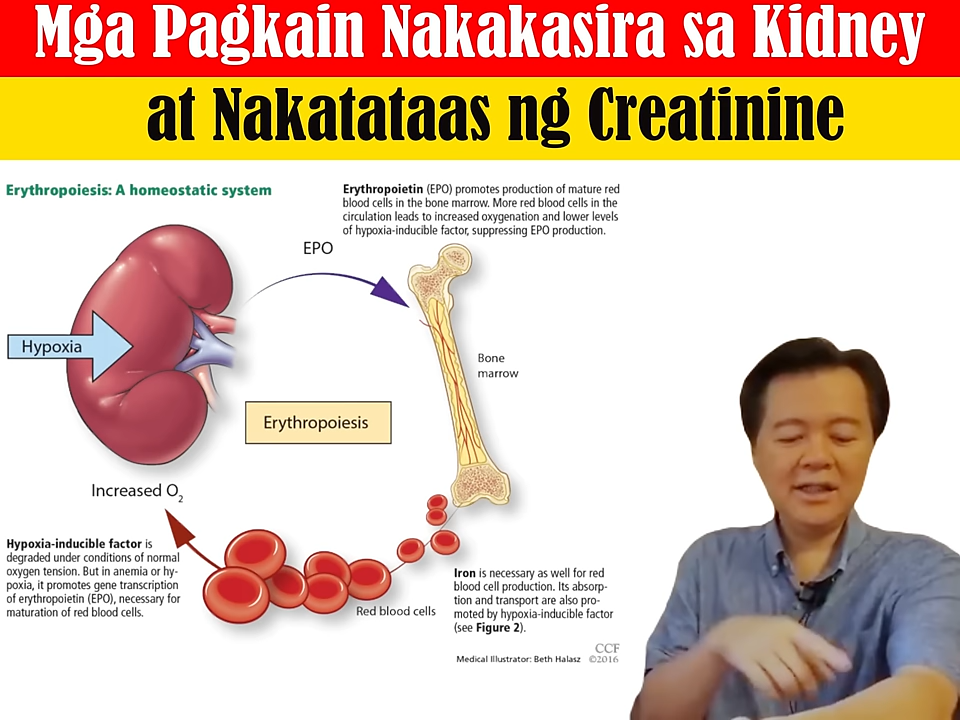 Mga Pagkain Nakakasira sa Kidney
at Nakatataas ng Creatinine
Erythropoiesis: A homeostatic system
Erythropoietin (EPO) promotes production of mature red
blood cells in the bone marrow. More red blood cells in the
circulation leads to increased oxygenation and lower levels
of hypoxia-inducible factor, suppressing EPO production.
EPO
Hypoxia
Bone
marrow
Erythropoiesis
Increased O2
Hypoxia-inducible factor is
degraded under conditions of normal
oxygen tension. But in anemia or hy-
poxia, it promotes gene transcription
of erythropoietin (EPO), necessary for
maturation of red blood cells.
Red blood cells
Iron is necessary as well for red
blood cell production. Its absorp-
tion and transport are also pro-
moted by hypoxia-inducible factor
(see Figure 2).
CCF
Medical Illustrator: Beth Halasz ©2016